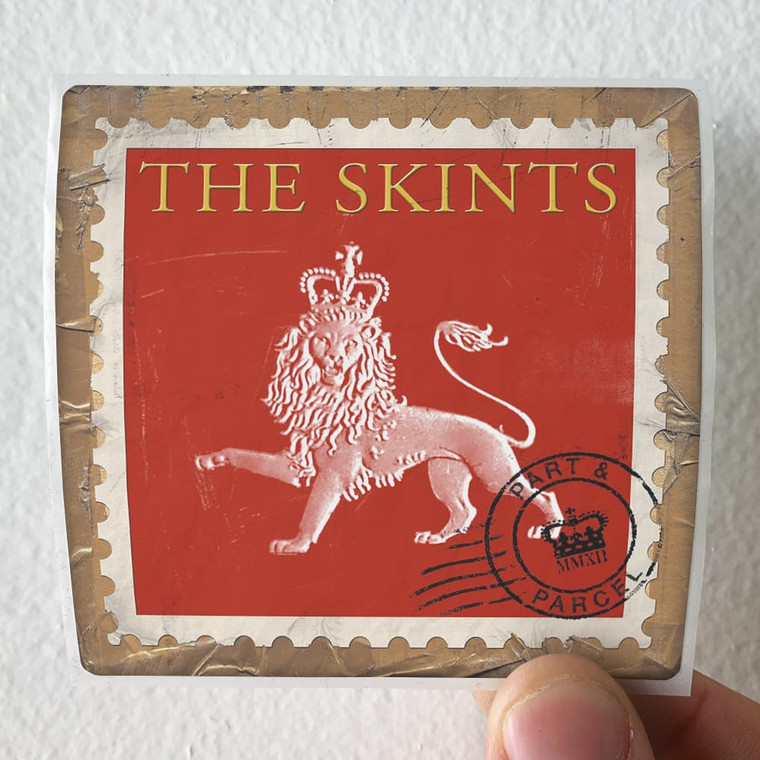 THE SKINTS
PART &
MMXII
PARCEL